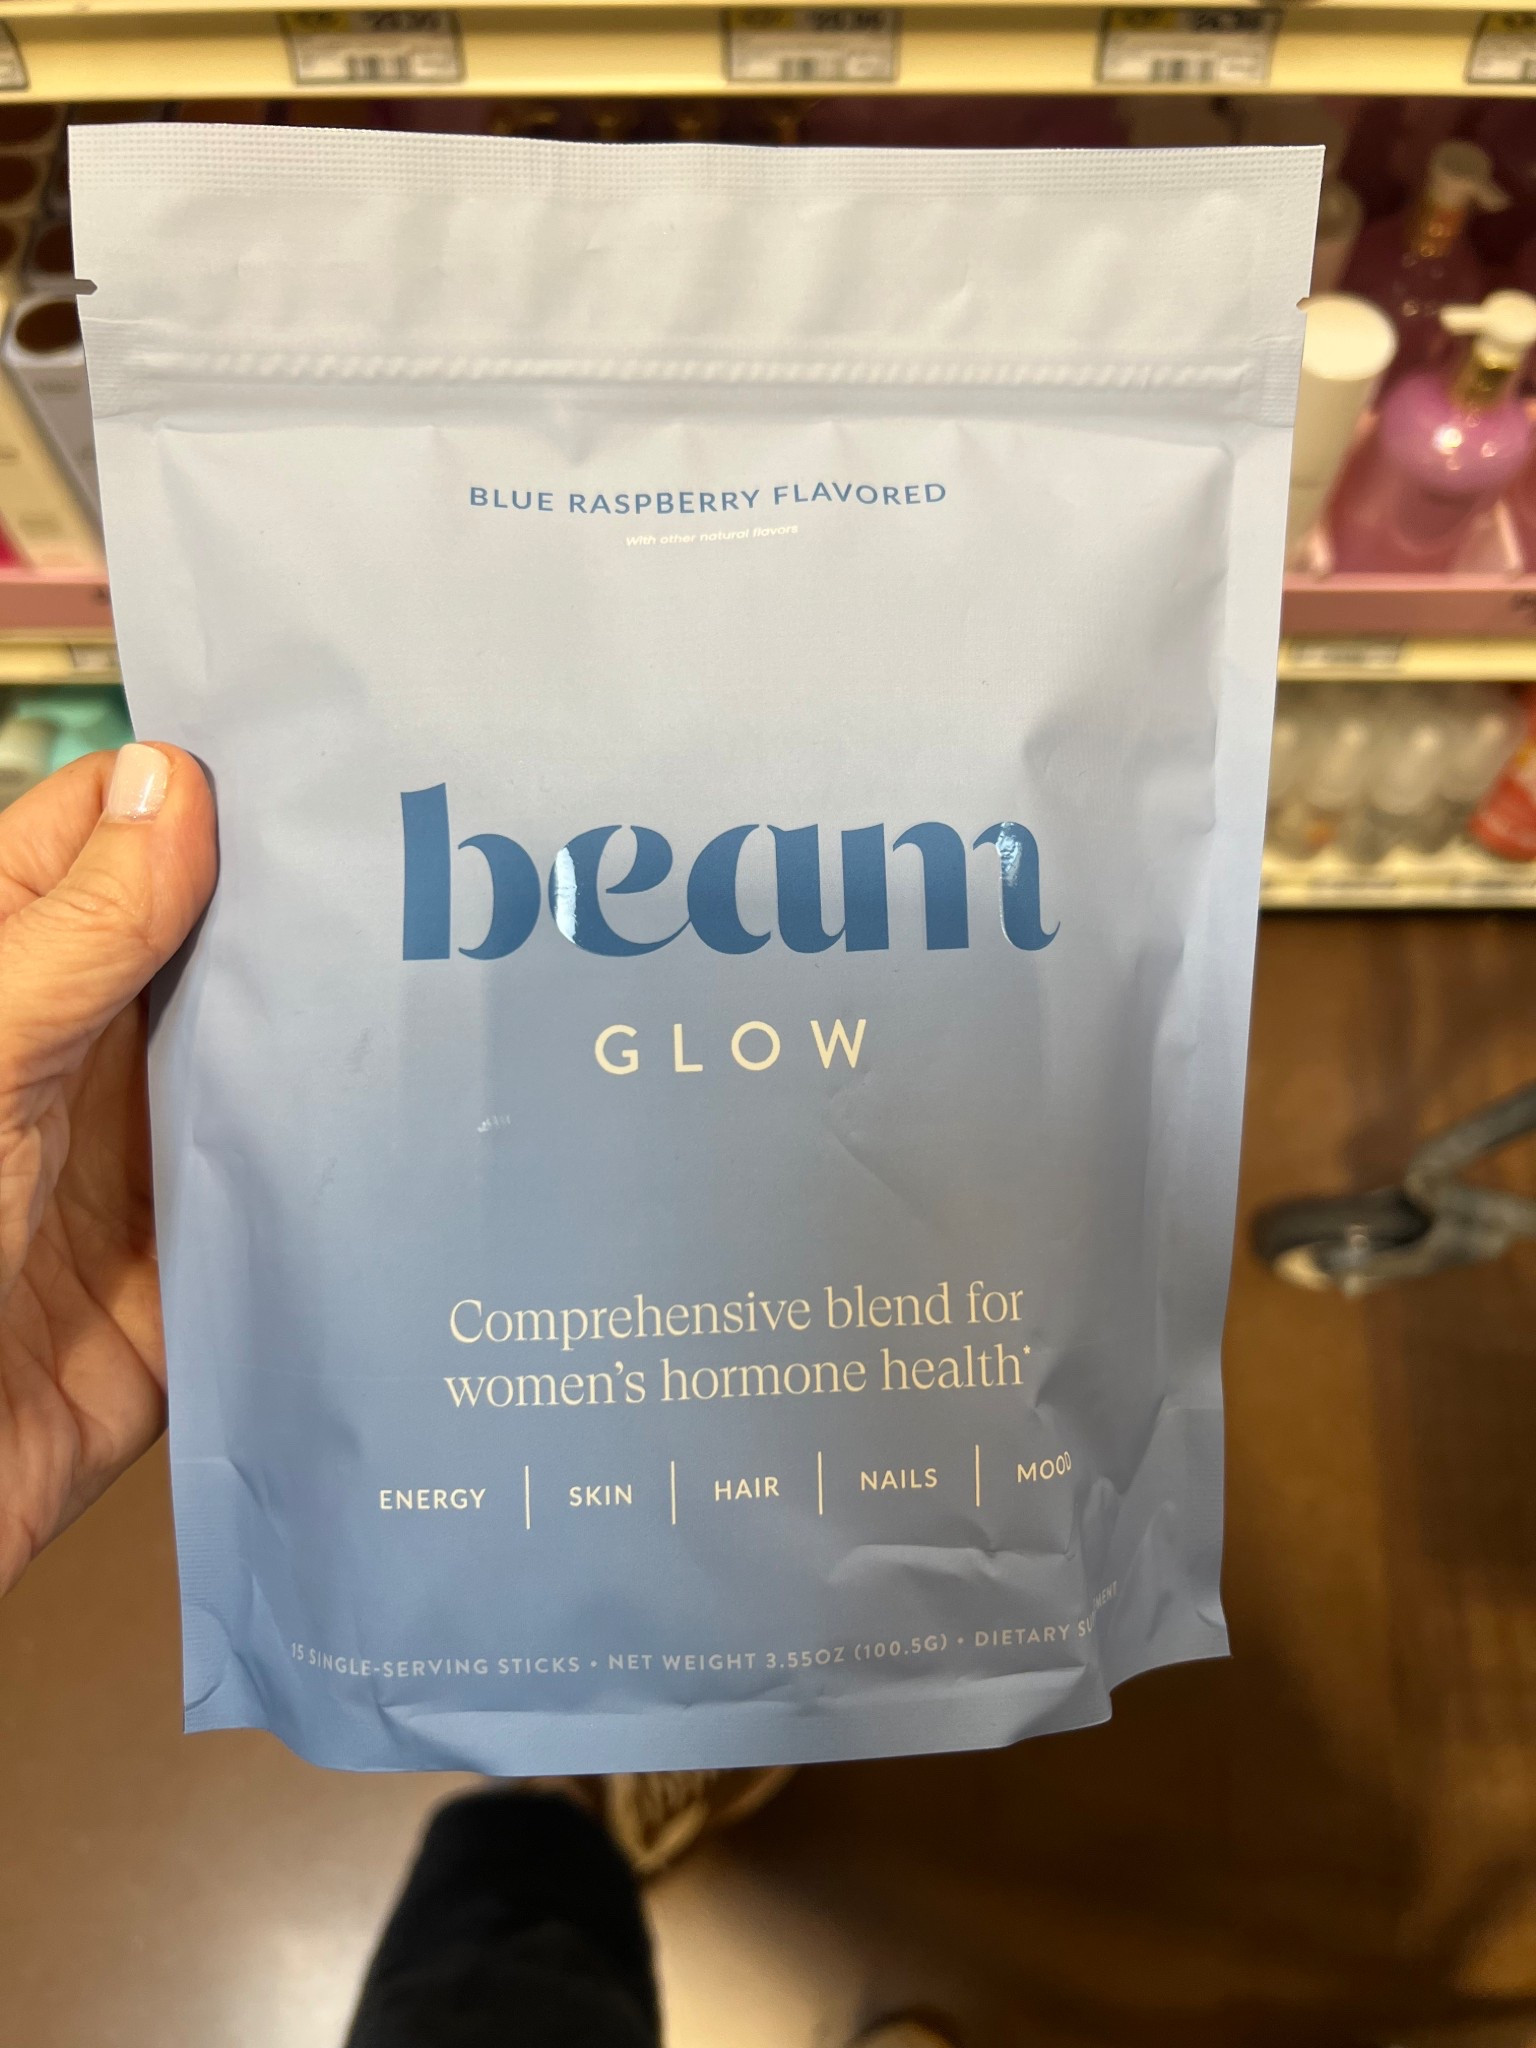 BLUE RASPBERRY FLAVORED
With other natural flavors
beam
GLOW
Comprehensive blend for
women's hormone health*
ENERGY | SKIN | HAIR | NAILS | MOOD
15 SINGLE-SERVING STICKS • NET WEIGHT 3.55OZ (100.5G) • DIETARY